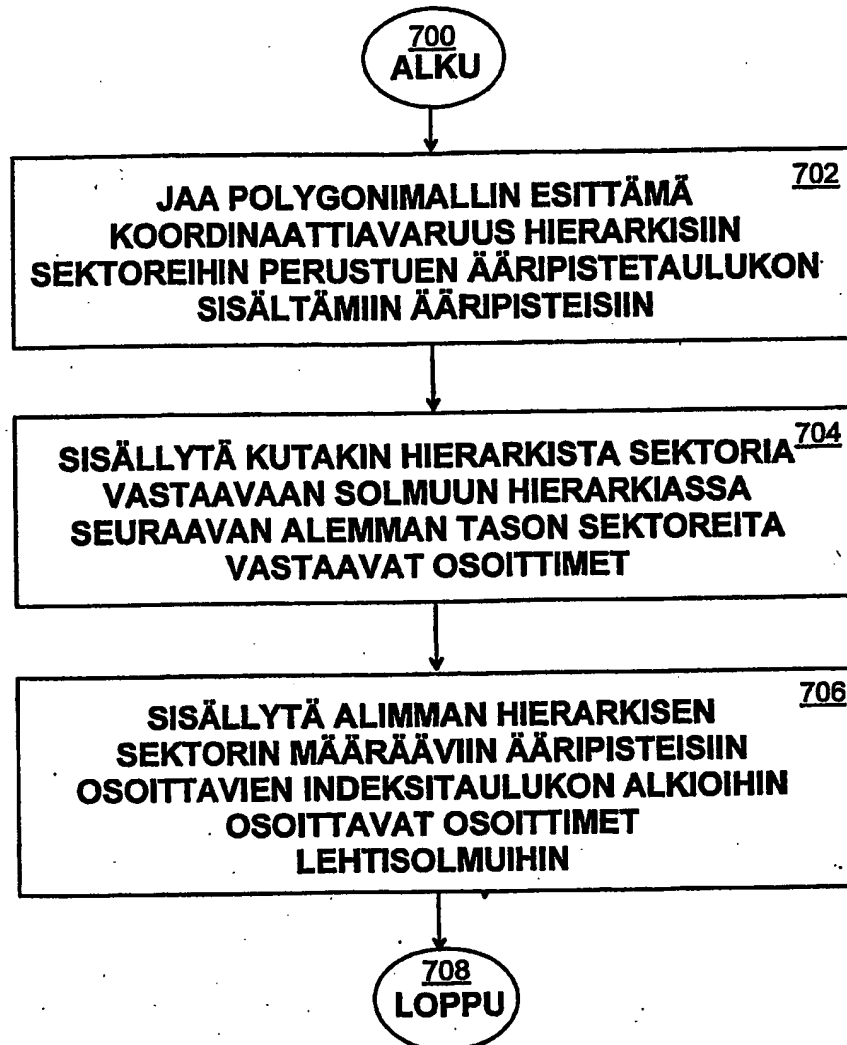 700
ALKU
702
JAA POLYGONIMALLIN ESITTÄMÄ
KOORDINAATTIAVARUUS HIERARKISIIN
SEKTOREIHIN PERUSTUEN ÄÄRIPISTETAULUKON
SISÄLTÄMIIN ÄÄRIPISTEISIIN
704
SISÄLLYTÄ KUTAKIN HIERARKISTA SEKTORIA
VASTAAVAAN SOLMUUN HIERARKIASSA
SEURAAVAN ALEMMAN TASON SEKTOREITA
VASTAAVAT OSOITTIMET
706
SISÄLLYTÄ ALIMMAN HIERARKISEN
SEKTORIN MÄÄRÄÄVIIN ÄÄRIPISTEISIIN
OSOITTAVIEN INDEKSITAULUKON ALKIOIHIN
OSOITTAVAT OSOITTIMET
LEHTISOLMUIHIN
708
LOPPU